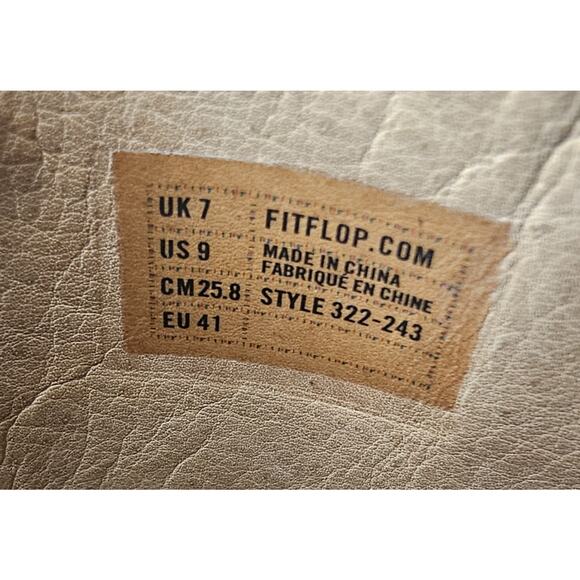 UK 7
US 9
CM 25.8
EU 41
FITFLOP.COM
MADE IN CHINA
FABRIQUÉ EN CHINE
STYLE 322-243